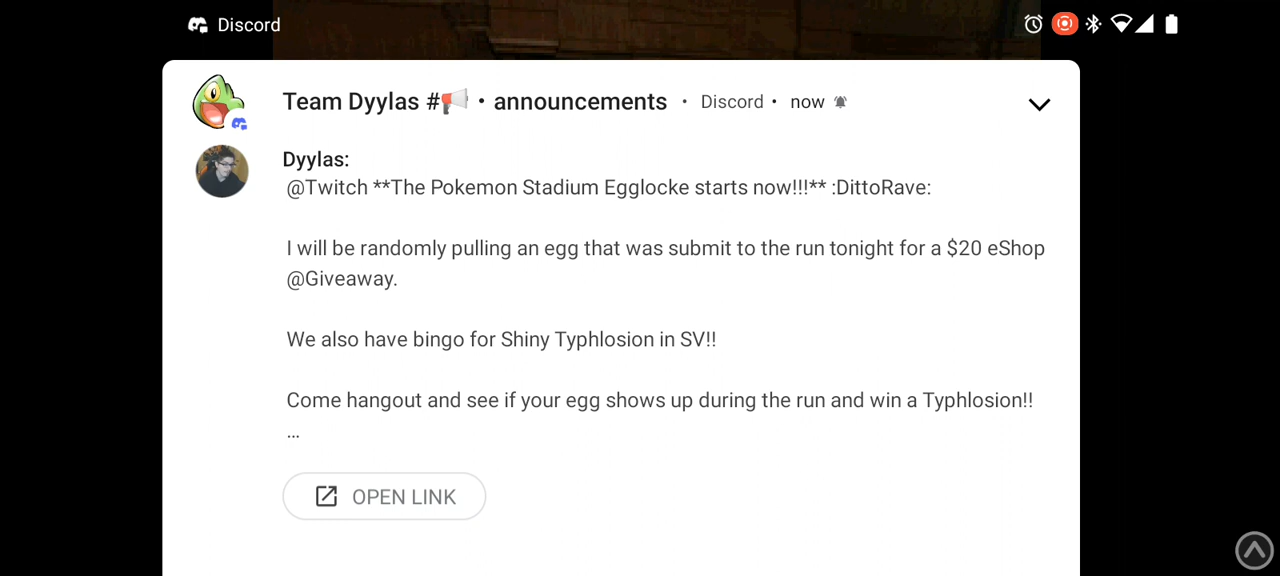 Discord
Team Dyylas #📢 • announcements • Discord • now
Dyylas:
@Twitch **The Pokemon Stadium Egglocke starts now!!!** :DittoRave:
I will be randomly pulling an egg that was submit to the run tonight for a $20 eShop
@Giveaway.
We also have bingo for Shiny Typhlosion in SV!!
Come hangout and see if your egg shows up during the run and win a Typhlosion!!
…
OPEN LINK